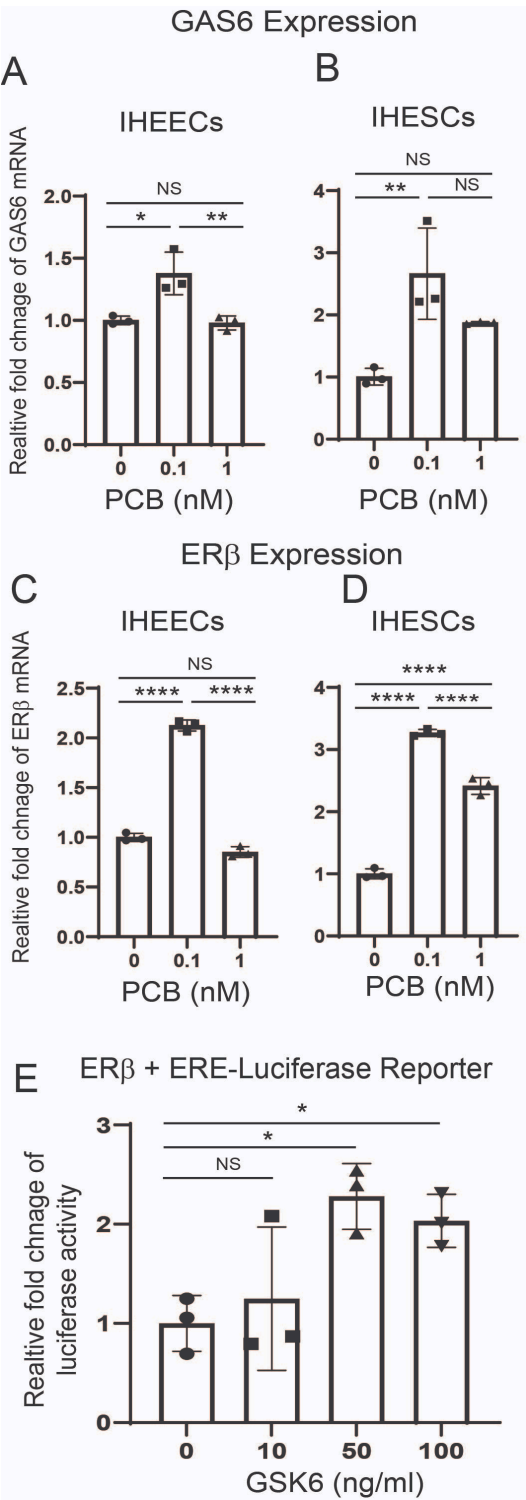 GAS6 Expression
A
B
IHEECs
IHESCs
Realtive fold chnage of GAS6 mRNA
NS
*
**
2.0
1.5
1.0
0.5
0.0
0
0.1
1
PCB (nM)
NS
**
NS
4
3
2
1
0
0
0.1
1
PCB (nM)
ERβ Expression
C
D
IHEECs
IHESCs
Realtive fold chnage of ERβ mRNA
NS
****
****
2.5
2.0
1.5
1.0
0.5
0.0
0
0.1
1
PCB (nM)
****
****
****
4
3
2
1
0
0
0.1
1
PCB (nM)
E
ERβ + ERE-Luciferase Reporter
Realtive fold chnage of
luciferase activity
*
*
NS
3
2
1
0
0
10
50
100
GSK6 (ng/ml)